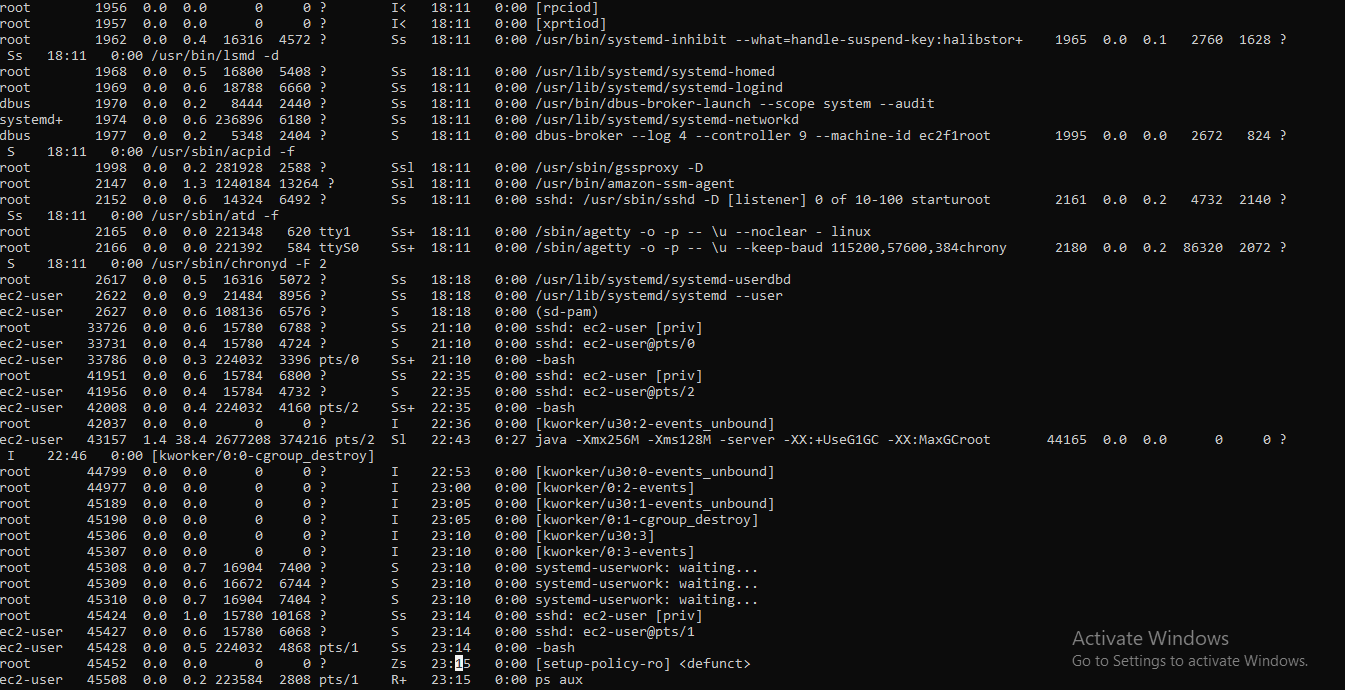 root 1956 0.0 0.0 0 0 ? I< 18:11 0:00 [rpciod]
root 1957 0.0 0.0 0 0 ? I< 18:11 0:00 [xprtiod]
root 1962 0.0 0.4 16316 4572 ? Ss 18:11 0:00 /usr/bin/systemd-inhibit --what=handle-suspend-key:halibstor+ 1965 0.0 0.1 2760 1628 ?
Ss 18:11 0:00 /usr/bin/lsmd -d
root 1968 0.0 0.5 16800 5408 ? Ss 18:11 0:00 /usr/lib/systemd/systemd-homed
root 1969 0.0 0.6 18788 6660 ? Ss 18:11 0:00 /usr/lib/systemd/systemd-logind
dbus 1970 0.0 0.2 8444 2440 ? Ss 18:11 0:00 /usr/bin/dbus-broker-launch --scope system --audit
systemd+ 1974 0.0 0.6 236896 6180 ? Ss 18:11 0:00 /usr/lib/systemd/systemd-networkd
dbus 1977 0.0 0.2 5348 2404 ? S 18:11 0:00 dbus-broker --log 4 --controller 9 --machine-id ec2f1root 1995 0.0 0.0 2672 824 ?
S 18:11 0:00 /usr/sbin/acpid -f
root 1998 0.0 0.2 281928 2588 ? Ssl 18:11 0:00 /usr/sbin/gssproxy -D
root 2147 0.0 1.3 1240184 13264 ? Ssl 18:11 0:00 /usr/bin/amazon-ssm-agent
root 2152 0.0 0.6 14324 6492 ? Ss 18:11 0:00 sshd: /usr/sbin/sshd -D [listener] 0 of 10-100 starturoot 2161 0.0 0.2 4732 2140 ?
Ss 18:11 0:00 /usr/sbin/atd -f
root 2165 0.0 0.0 221348 620 tty1 Ss+ 18:11 0:00 /sbin/agetty -o -p -- \u --noclear - linux
root 2166 0.0 0.0 221392 584 ttyS0 Ss+ 18:11 0:00 /sbin/agetty -o -p -- \u --keep-baud 115200,57600,384chrony 2180 0.0 0.2 86320 2072 ?
S 18:11 0:00 /usr/sbin/chronyd -F 2
root 2617 0.0 0.5 16316 5072 ? Ss 18:18 0:00 /usr/lib/systemd/systemd-userdbd
ec2-user 2622 0.0 0.9 21484 8956 ? Ss 18:18 0:00 /usr/lib/systemd/systemd --user
ec2-user 2627 0.0 0.6 108136 6576 ? S 18:18 0:00 (sd-pam)
root 33726 0.0 0.6 15780 6788 ? Ss 21:10 0:00 sshd: ec2-user [priv]
ec2-user 33731 0.0 0.4 15780 4724 ? S 21:10 0:00 sshd: ec2-user@pts/0
ec2-user 33786 0.0 0.3 224032 3396 pts/0 Ss+ 21:10 0:00 -bash
root 41951 0.0 0.6 15784 6800 ? Ss 22:35 0:00 sshd: ec2-user [priv]
ec2-user 41956 0.0 0.4 15784 4732 ? S 22:35 0:00 sshd: ec2-user@pts/2
ec2-user 42008 0.0 0.4 224032 4160 pts/2 Ss+ 22:35 0:00 -bash
root 42037 0.0 0.0 0 0 ? I 22:36 0:00 [kworker/u30:2-events_unbound]
ec2-user 43157 1.4 38.4 2677208 374216 pts/2 Sl 22:43 0:27 java -Xmx256M -Xms128M -server -XX:+UseG1GC -XX:MaxGCroot 44165 0.0 0.0 0 0 ?
I 22:46 0:00 [kworker/0:0-cgroup_destroy]
root 44799 0.0 0.0 0 0 ? I 22:53 0:00 [kworker/u30:0-events_unbound]
root 44977 0.0 0.0 0 0 ? I 23:00 0:00 [kworker/0:2-events]
root 45189 0.0 0.0 0 0 ? I 23:05 0:00 [kworker/u30:1-events_unbound]
root 45190 0.0 0.0 0 0 ? I 23:05 0:00 [kworker/0:1-cgroup_destroy]
root 45306 0.0 0.0 0 0 ? I 23:10 0:00 [kworker/u30:3]
root 45307 0.0 0.0 0 0 ? I 23:10 0:00 [kworker/0:3-events]
root 45308 0.0 0.7 16904 7400 ? S 23:10 0:00 systemd-userwork: waiting...
root 45309 0.0 0.6 16672 6744 ? S 23:10 0:00 systemd-userwork: waiting...
root 45310 0.0 0.7 16904 7404 ? S 23:10 0:00 systemd-userwork: waiting...
root 45424 0.0 1.0 15780 10168 ? Ss 23:14 0:00 sshd: ec2-user [priv]
ec2-user 45427 0.0 0.6 15780 6068 ? S 23:14 0:00 sshd: ec2-user@pts/1
ec2-user 45428 0.0 0.5 224032 4868 pts/1 Ss 23:14 0:00 -bash
root 45452 0.0 0.0 0 0 ? Zs 23:15 0:00 [setup-policy-ro] <defunct>
ec2-user 45508 0.0 0.2 223584 2808 pts/1 R+ 23:15 0:00 ps aux
Activate Windows
Go to Settings to activate Windows.